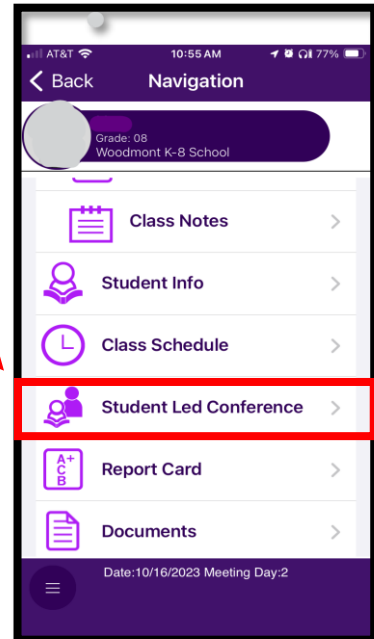 AT&T 10:55 AM 77%
Back Navigation
Grade: 08
Woodmont K-8 School
Class Notes
Student Info
Class Schedule
Student Led Conference
A+
C
B
Report Card
Documents
Date:10/16/2023 Meeting Day:2